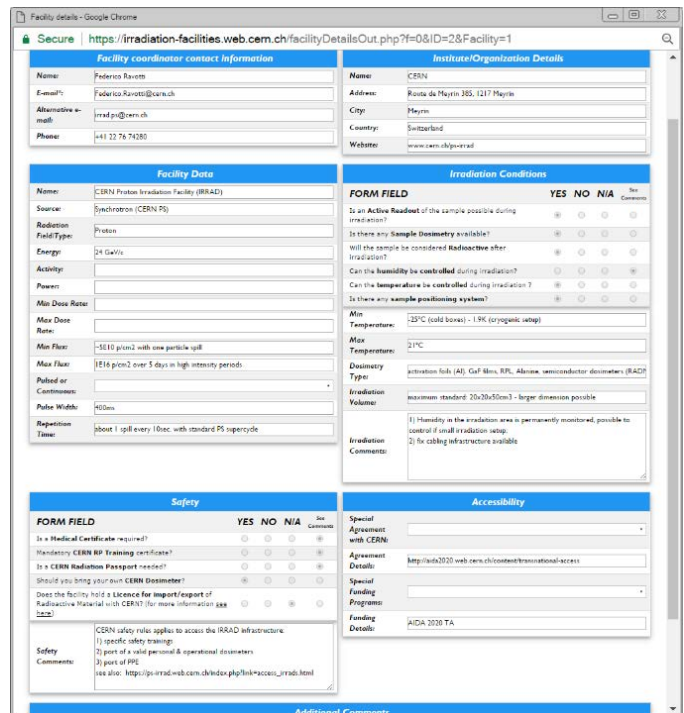 Facility details - Google Chrome
Secure | https://irradiation-facilities.web.cern.ch/facilityDetailsOut.php?f=0&ID=2&Facility=1
Facility coordinator contact information
Name: Federico Ravotti
E-mail*: Federico.Ravotti@cern.ch
Alternative e-
mail: irrad.ps@cern.ch
Phone: +41 22 76 74280
Institute/Organization Details
Name: CERN
Address: Route de Meyrin 385, 1217 Meyrin
City: Meyrin
Country: Switzerland
Website: www.cern.ch/ps-irrad
Facility Data
Name: CERN Proton Irradiation Facility (IRRAD)
Source: Synchrotron (CERN PS)
Radiation
Field/Type: Proton
Energy: 24 GeV/c
Activity:
Power:
Min Dose Rate:
Max Dose
Rate:
Min Flux: ~5E10 p/cm2 with one particle spill
Max Flux: 1E16 p/cm2 over 5 days in high intensity periods
Pulsed or
Continuous:
Pulse Width: 400ms
Repetition
Time: about 1 spill every 10sec. with standard PS supercycle
Irradiation Conditions
FORM FIELD YES NO N/A See
Comments
Is an Active Readout of the sample possible during
irradiation?
Is there any Sample Dosimetry available?
Will the sample be considered Radioactive after
irradiation?
Can the humidity be controlled during irradiation?
Can the temperature be controlled during irradiation ?
Is there any sample positioning system?
Min
Temperature: -25°C (cold boxes) - 1.9K (cryogenic setup)
Max
Temperature: 21°C
Dosimetry
Type: activation foils (Al), GaF films, RPL, Alanine, semiconductor dosimeters (RADF
Irradiation
Volume: maximum standard: 20x20x50cm3 - larger dimension possible
Irradiation
Comments:
1) Humidity in the irradiation area is permanently monitored, possible to
control if small irradiation setup;
2) fix cabling infrastructure available
Safety
FORM FIELD YES NO N/A See
Comments
Is a Medical Certificate required?
Mandatory CERN RP Training certificate?
Is a CERN Radiation Passport needed?
Should you bring your own CERN Dosimeter?
Does the facility hold a Licence for import/export of
Radioactive Material with CERN? (for more information see
here)
Safety
Comments:
CERN safety rules applies to access the IRRAD infrastructure:
1) specific safety trainings
2) port of a valid personal & operational dosimeters
3) port of PPE
see also: https://ps-irrad.web.cern.ch/index.php?link=access_irrads.html
Accessibility
Special
Agreement
with CERN:
Agreement
Details: http://aida2020.web.cern.ch/content/transnational-access
Special
Funding
Programs:
Funding
Details: AIDA 2020 TA
Additional Comments